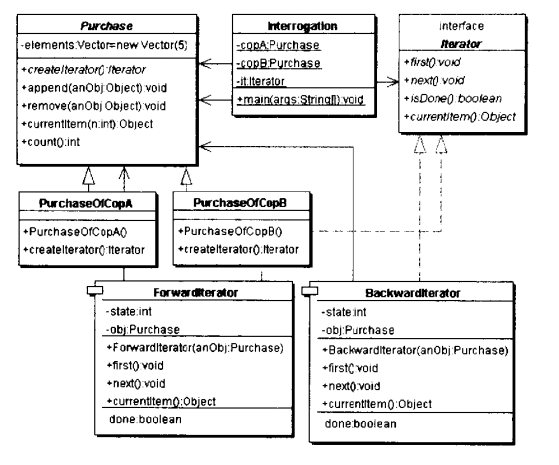 Purchase
-elements:Vector=new Vector(5)
+createIterator():Iterator
+append(anObj:Object):void
+remove(anObj:Object):void
+currentItem(n:int):Object
+count():int
Interrogation
-copA:Purchase
-copB:Purchase
-it:Iterator
+main(args:String[]):void
interface
Iterator
+first():void
+next():void
+isDone():boolean
+currentItem():Object
PurchaseOfCopA
+PurchaseOfCopA()
+createIterator():Iterator
PurchaseOfCopB
+PurchaseOfCopB()
+createIterator():Iterator
ForwardIterator
-state:int
-obj:Purchase
+ForwardIterator(anObj:Purchase)
+first():void
+next():void
+currentItem():Object
done:boolean
BackwardIterator
-state:int
-obj:Purchase
+BackwardIterator(anObj:Purchase)
+first():void
+next():void
+currentItem():Object
done:boolean